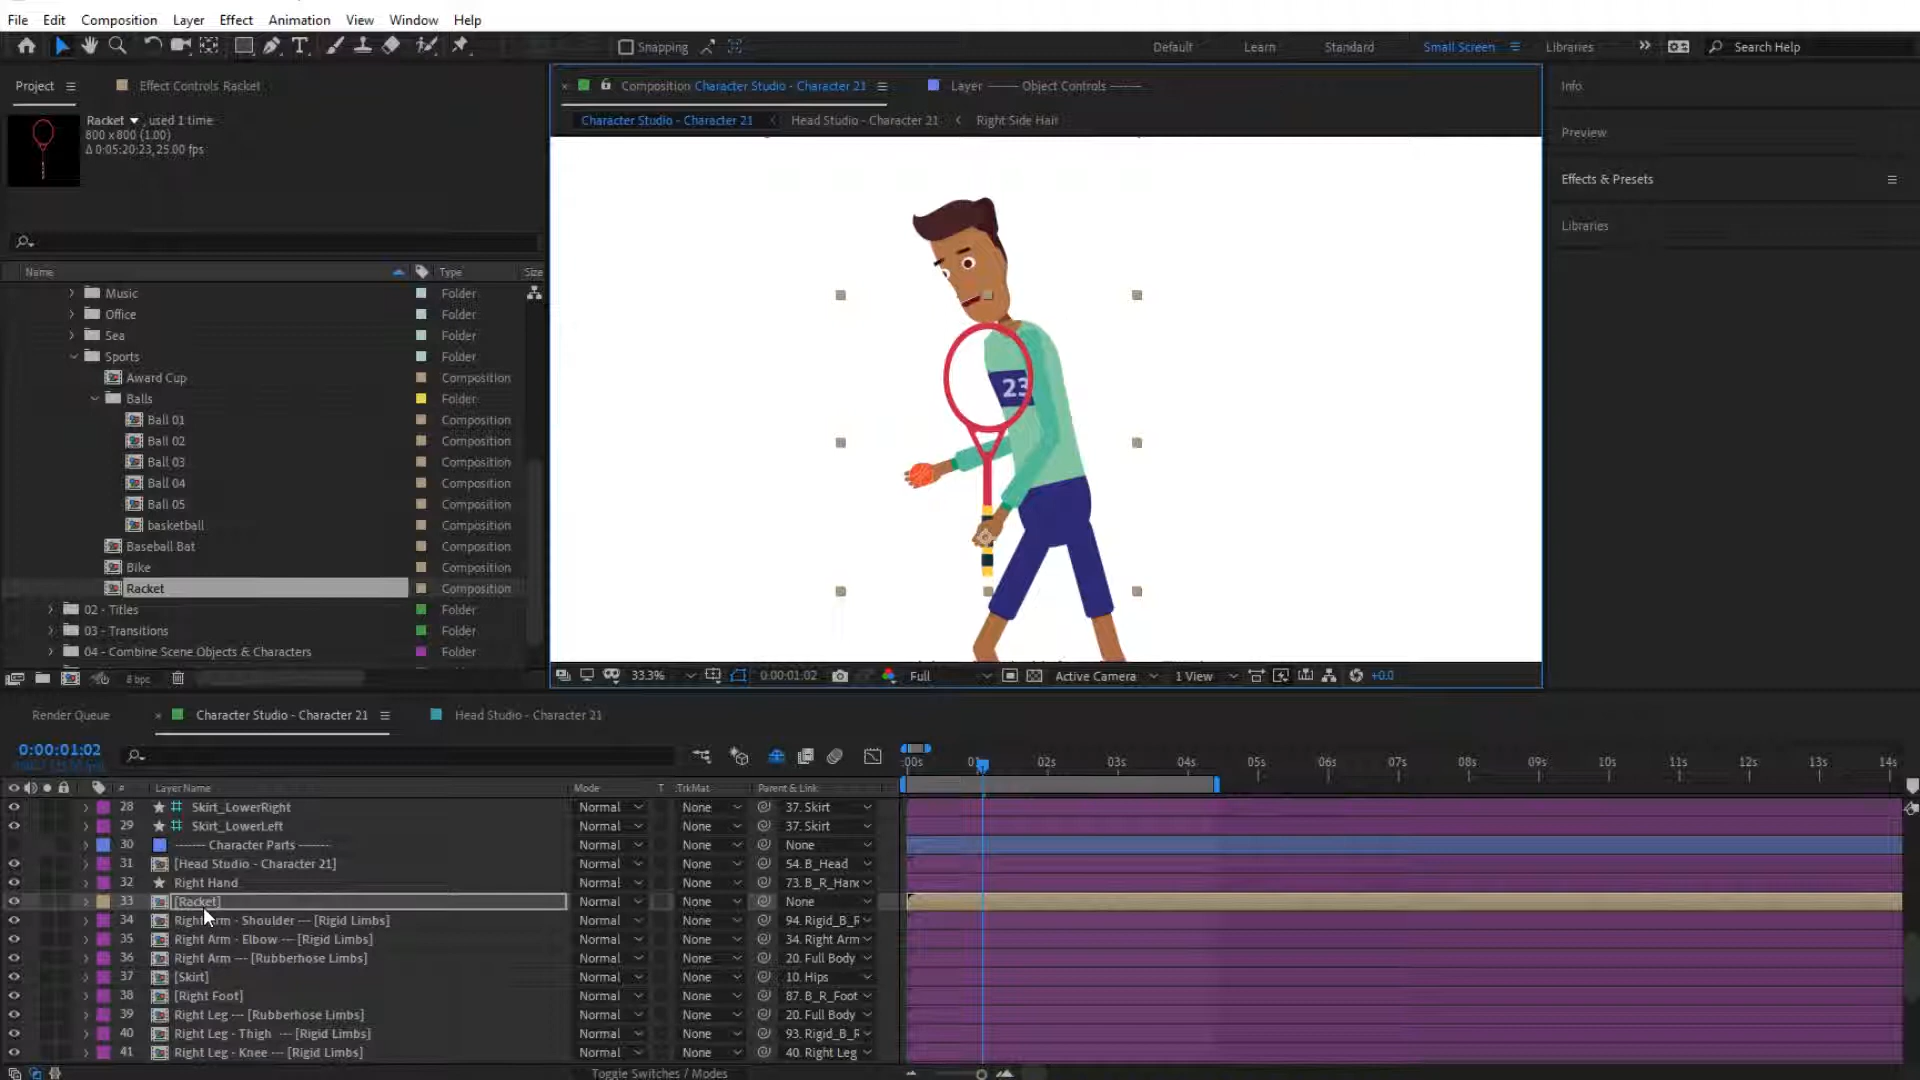 File Edit Composition Layer Effect Animation View Window Help
Snapping
Default Learn Standard Small Screen Libraries Search Help
Project Effect Controls Racket
Composition Character Studio - Character 21 Layer ------ Object Controls ------
Info
Racket , used 1 time
800 x 800 (1.00)
Δ 0:05:20:23, 25.00 fps
Character Studio - Character 21 Head Studio - Character 21 Right Side Hair
Preview
Effects & Presets
Libraries
Name Type Size
Music Folder
Office Folder
Sea Folder
Sports Folder
Award Cup Composition
Balls Folder
Ball 01 Composition
Ball 02 Composition
Ball 03 Composition
Ball 04 Composition
Ball 05 Composition
basketball Composition
Baseball Bat Composition
Bike Composition
Racket Composition
02 - Titles Folder
03 - Transitions Folder
04 - Combine Scene Objects & Characters Folder
8 bpc
23
33.3% 0:00:01:02 Full Active Camera 1 View +0.0
Render Queue Character Studio - Character 21 Head Studio - Character 21
0:00:01:02
:00s 01 02s 03s 04s 05s 06s 07s 08s 09s 10s 11s 12s 13s 14s
# Layer Name Mode T .TrkMat Parent & Link
28 Skirt_LowerRight Normal None 37. Skirt
29 Skirt_LowerLeft Normal None 37. Skirt
30 ------- Character Parts ------- Normal None None
31 [Head Studio - Character 21] Normal None 54. B_Head
32 Right Hand Normal None 73. B_R_Hand
33 [Racket] Normal None None
34 Right Arm - Shoulder --- [Rigid Limbs] Normal None 94. Rigid_B_R
35 Right Arm - Elbow --- [Rigid Limbs] Normal None 34. Right Arm
36 Right Arm --- [Rubberhose Limbs] Normal None 20. Full Body
37 [Skirt] Normal None 10. Hips
38 [Right Foot] Normal None 87. B_R_Foot
39 Right Leg --- [Rubberhose Limbs] Normal None 20. Full Body
40 Right Leg - Thigh --- [Rigid Limbs] Normal None 93. Rigid_B_R
41 Right Leg - Knee --- [Rigid Limbs] Normal None 40. Right Leg
Toggle Switches / Modes